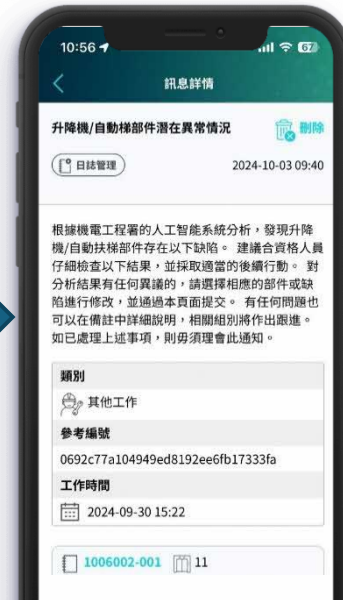 10:56
67
訊息詳情
升降機/自動梯部件潛在異常情況
刪除
日誌管理
2024-10-03 09:40
根據機電工程署的人工智能系統分析，發現升降
機/自動扶梯部件存在以下缺陷。 建議合資格人員
仔細檢查以下結果，並採取適當的後續行動。 對
分析結果有任何異議的，請選擇相應的部件或缺
陷進行修改，並通過本頁面提交。 有任何問題也
可以在備註中詳細說明，相關組別將作出跟進。
如已處理上述事項，則毋須理會此通知。
類別
其他工作
參考編號
0692c77a104949ed8192ee6fb17333fa
工作時間
2024-09-30 15:22
1006002-001 11